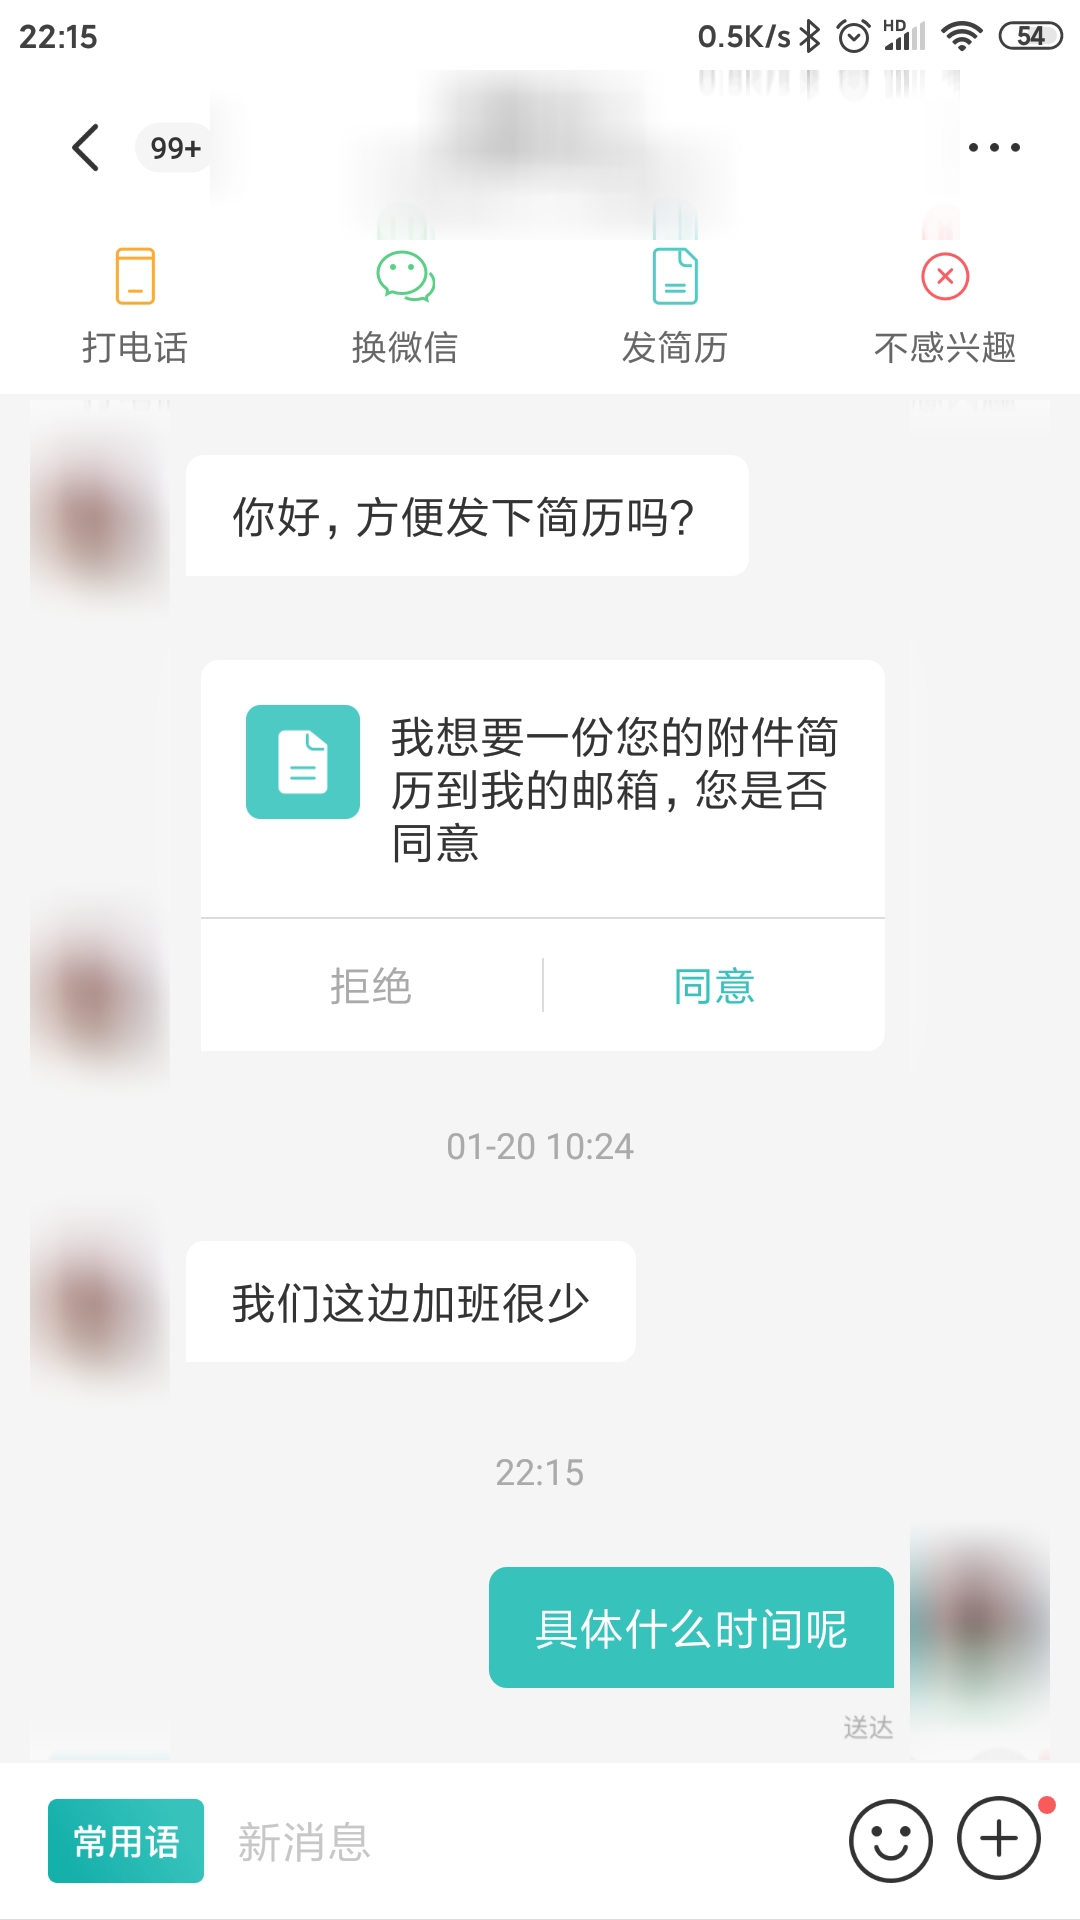 22:15 0.5K/s HD 54
99+
打电话 换微信 发简历 不感兴趣
你好，方便发下简历吗？
我想要一份您的附件简
历到我的邮箱，您是否
同意
拒绝 同意
01-20 10:24
我们这边加班很少
22:15
具体什么时间呢
送达
常用语 新消息